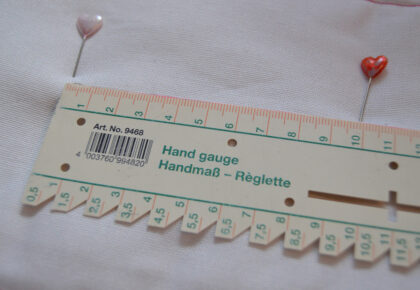 1 2 3 4 5 6 7 8 9 10 11
Art. No. 9468
4 003760 994820
Hand gauge
Handmaß – Règlette
0,5 1 1,5 2 2,5 3 3,5 4 4,5 5 5,5 6 6,5 7 7,5 8 8,5 9 9,5 10 10,5 11 11,5